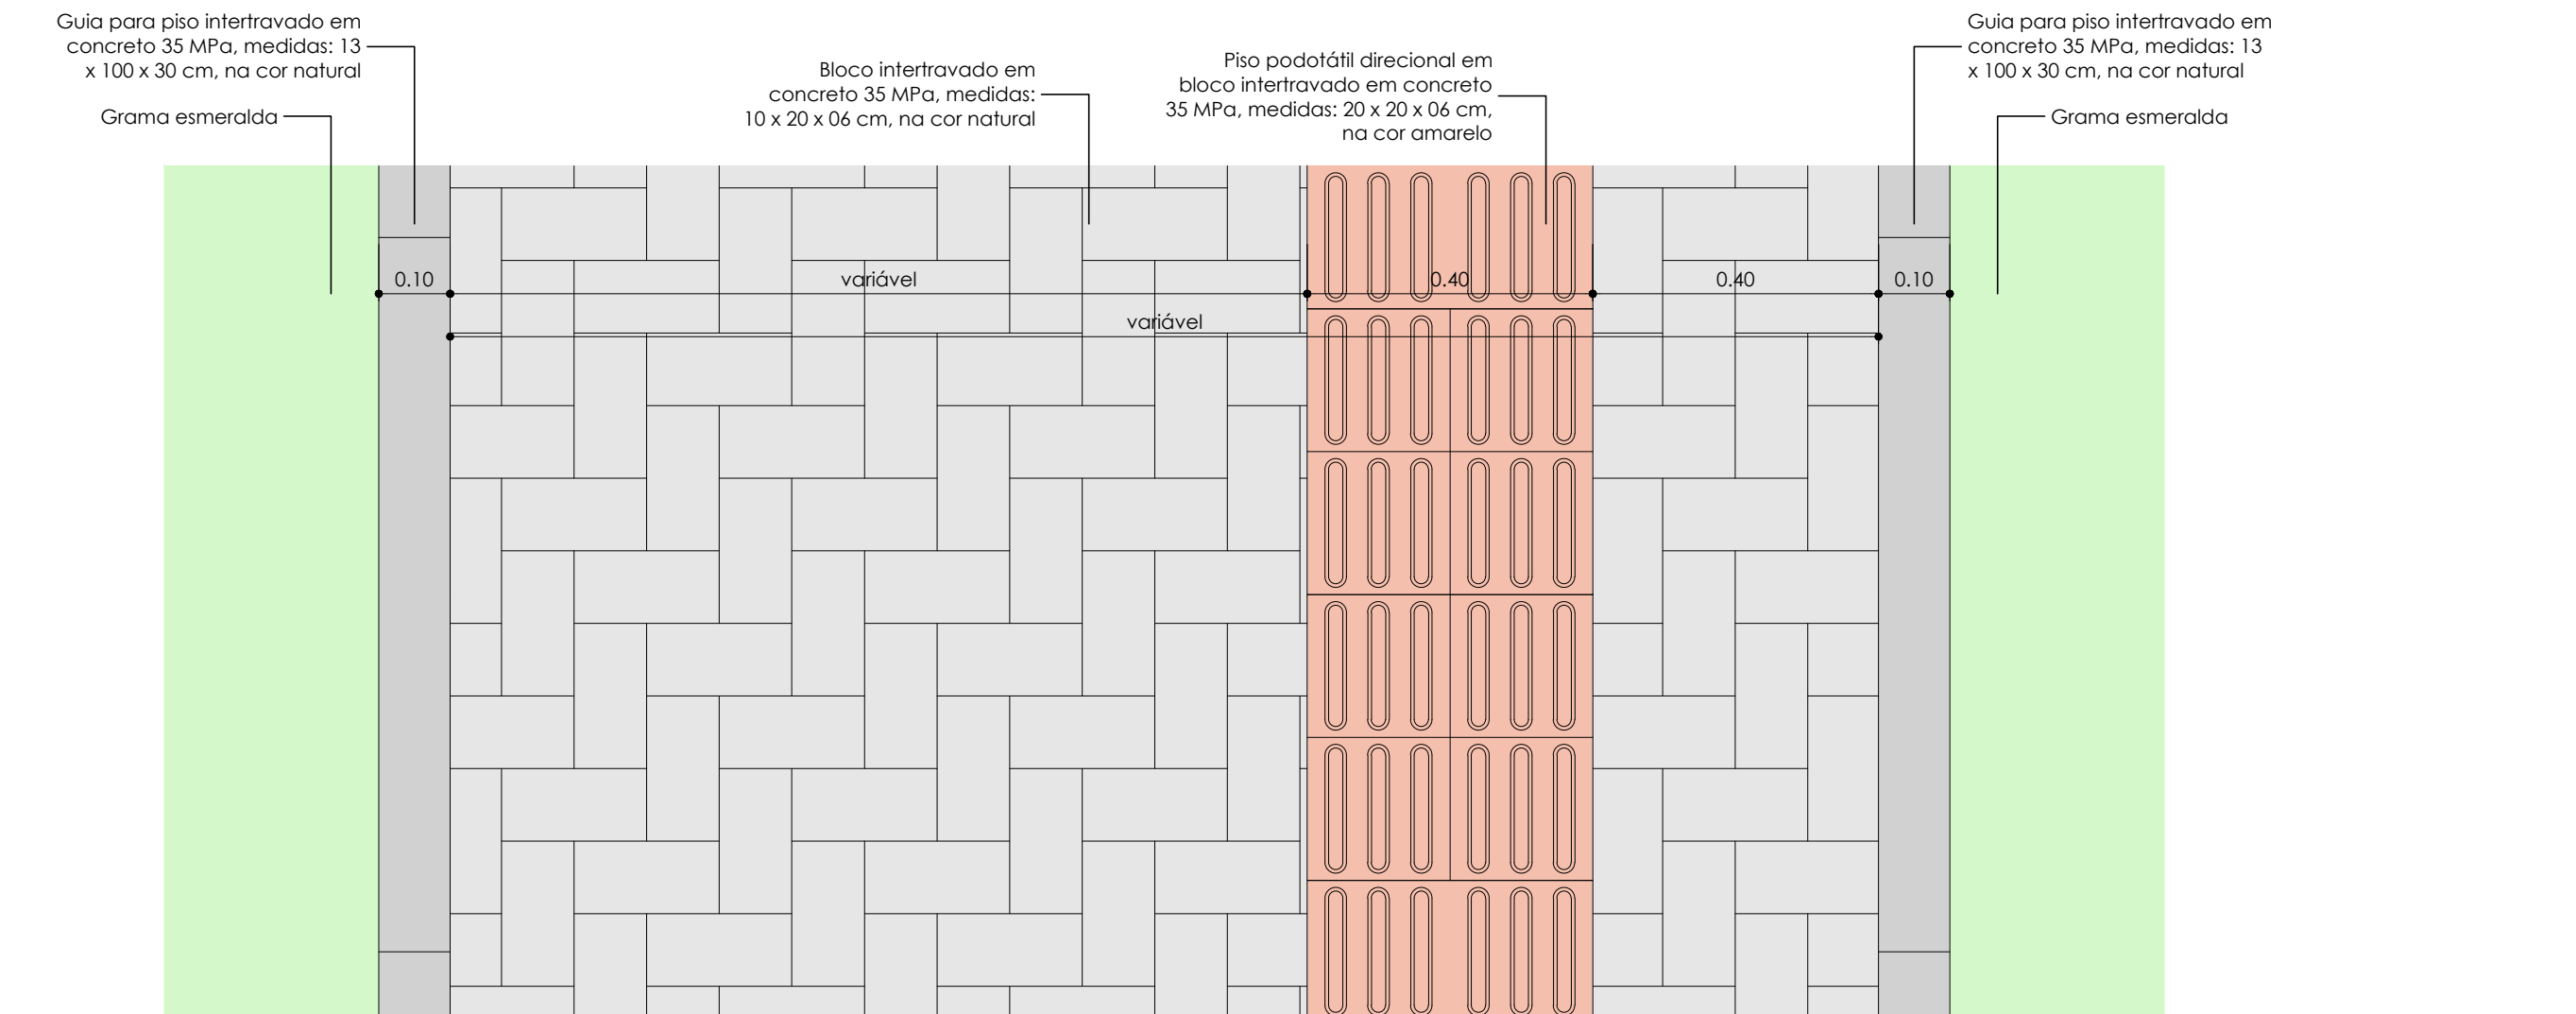 Guia para piso intertravado em
concreto 35 MPa, medidas: 13
x 100 x 30 cm, na cor natural
Grama esmeralda
Bloco intertravado em
concreto 35 MPa, medidas:
10 x 20 x 06 cm, na cor natural
Piso podotátil direcional em
bloco intertravado em concreto
35 MPa, medidas: 20 x 20 x 06 cm,
na cor amarelo
Guia para piso intertravado em
concreto 35 MPa, medidas: 13
x 100 x 30 cm, na cor natural
Grama esmeralda
0.10
variável
0.40
0.40
0.10
variável